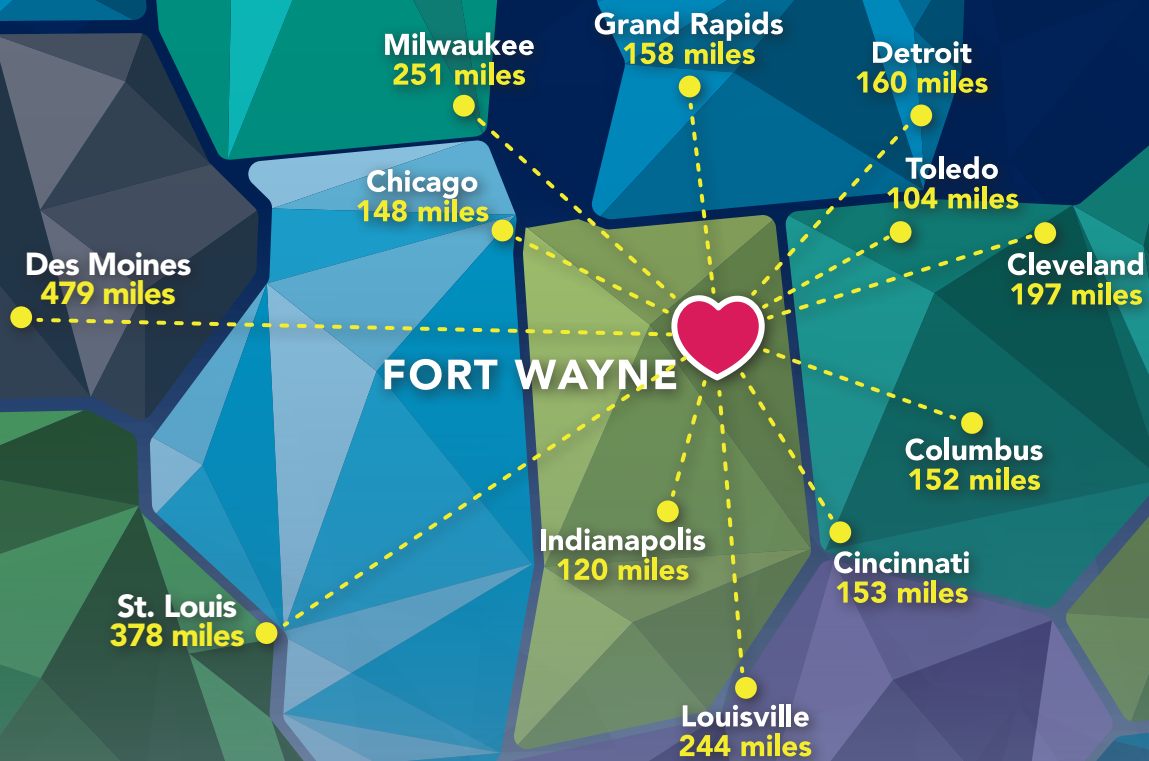 Grand Rapids
158 miles
Milwaukee
251 miles
Detroit
160 miles
Toledo
104 miles
Chicago
148 miles
Des Moines
479 miles
Cleveland
197 miles
FORT WAYNE
Columbus
152 miles
Indianapolis
120 miles
Cincinnati
153 miles
St. Louis
378 miles
Louisville
244 miles